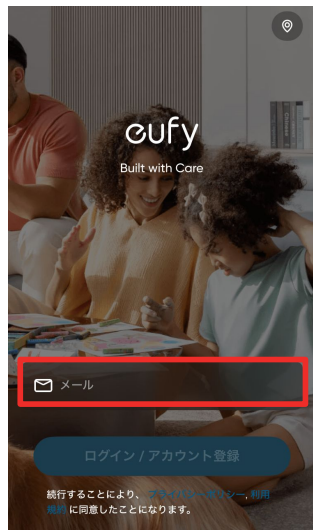 eufy
Built with Care
メール
ログイン / アカウント登録
続行することにより、 プライバシーポリシー, 利用
規約 に同意したことになります。